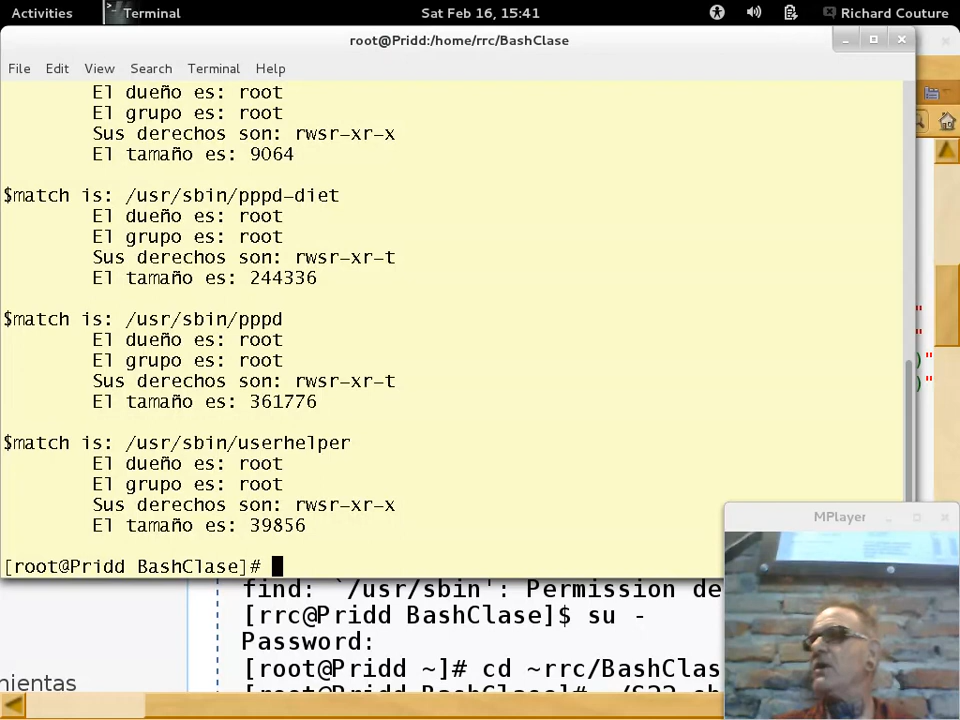 Activities Terminal Sat Feb 16, 15:41 Richard Couture
root@Pridd:/home/rrc/BashClase
File Edit View Search Terminal Help
El dueño es: root
El grupo es: root
Sus derechos son: rwsr-xr-x
El tamaño es: 9064
$match is: /usr/sbin/pppd-diet
El dueño es: root
El grupo es: root
Sus derechos son: rwsr-xr-t
El tamaño es: 244336
$match is: /usr/sbin/pppd
El dueño es: root
El grupo es: root
Sus derechos son: rwsr-xr-t
El tamaño es: 361776
$match is: /usr/sbin/userhelper
El dueño es: root
El grupo es: root
Sus derechos son: rwsr-xr-x
El tamaño es: 39856
[root@Pridd BashClase]#
"
"
)"
)"
MPlayer
find: `/usr/sbin': Permission de
[rrc@Pridd BashClase]$ su -
Password:
[root@Pridd ~]# cd ~rrc/BashClas
mientas